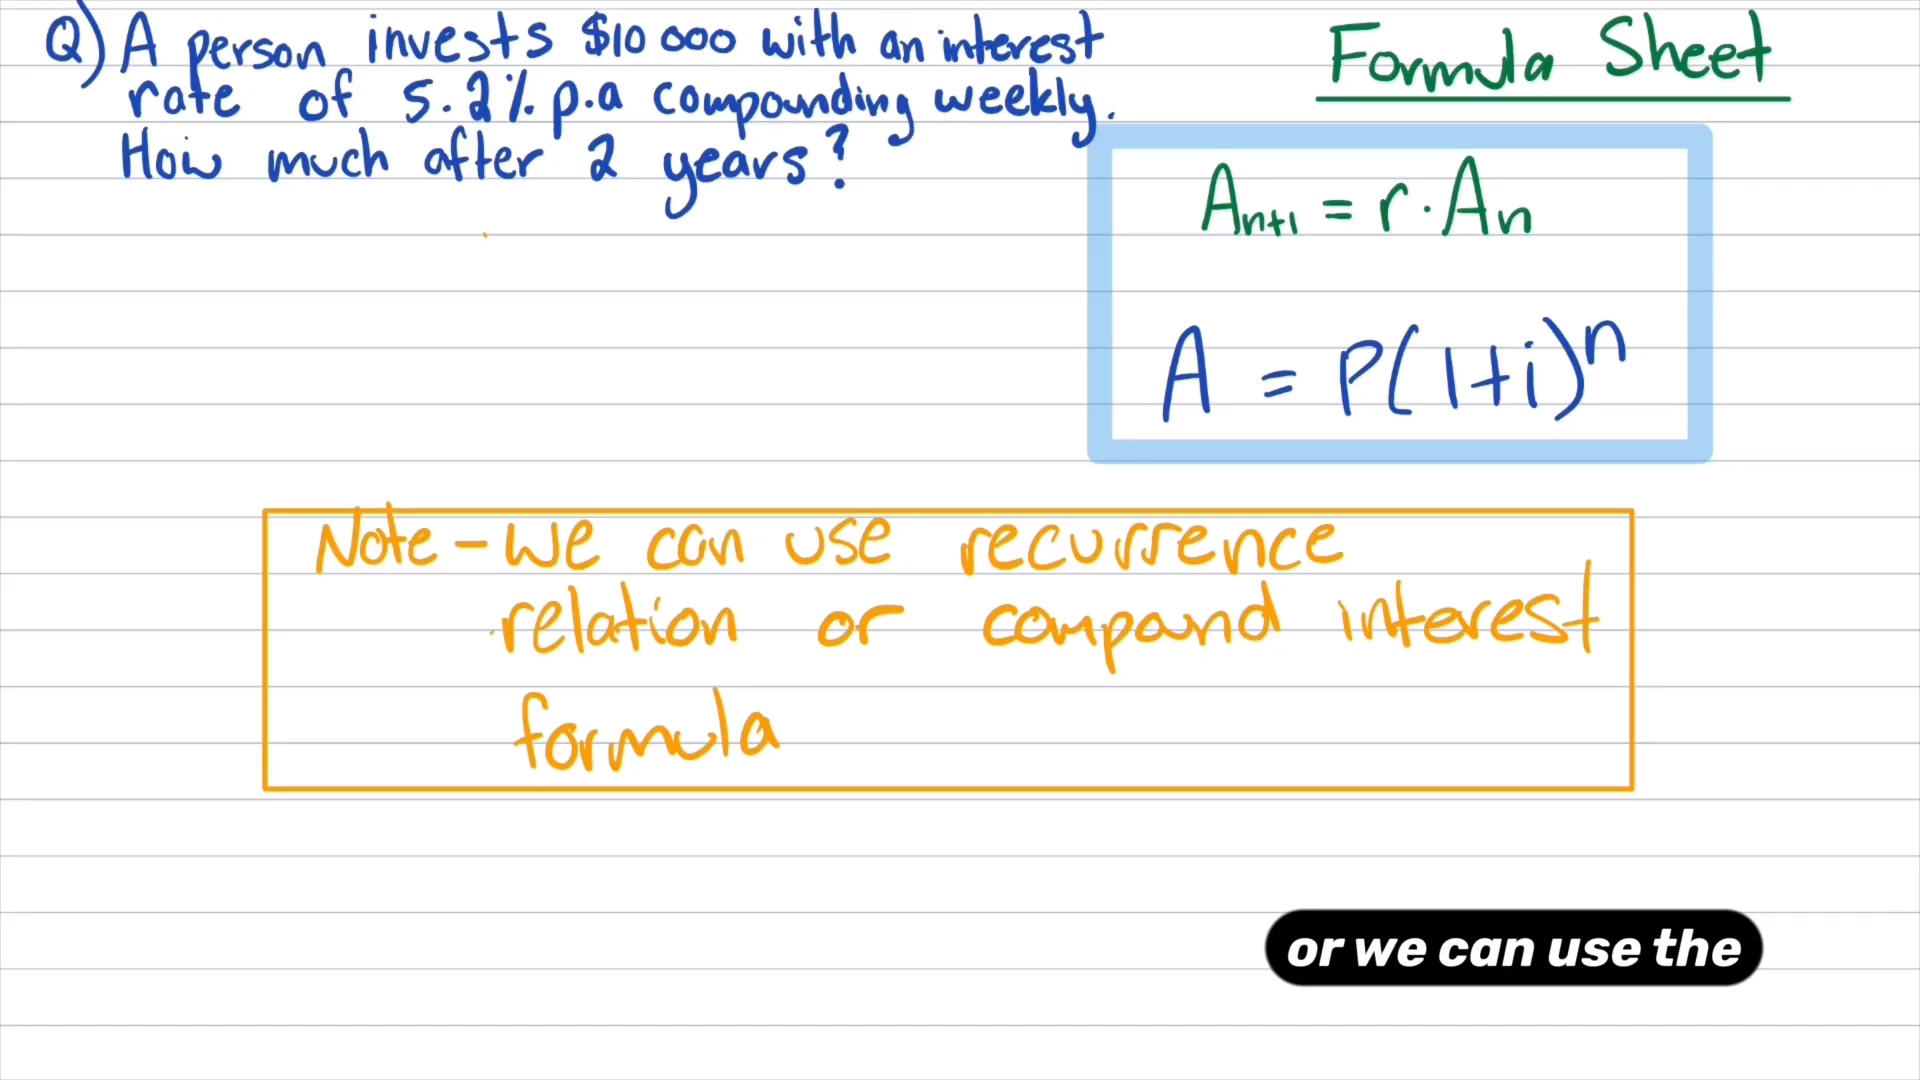 Q) A person invests $10 000 with an interest
rate of 5.2% p.a compounding weekly.
How much after 2 years?
Formula Sheet
Aₙ₊₁ = r · Aₙ
A = P(1+i)ⁿ
Note - We can use recurrence
relation or compound interest
formula
or we can use the